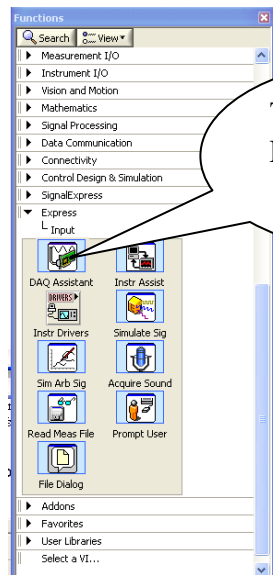 Functions
Search View
Measurement I/O
Instrument I/O
Vision and Motion
Mathematics
Signal Processing
Data Communication
Connectivity
Control Design & Simulation
SignalExpress
Express
Input
DAQ Assistant Instr Assist
DRIVERS
Instr Drivers Simulate Sig
Sim Arb Sig Acquire Sound
Read Meas File Prompt User
File Dialog
Addons
Favorites
User Libraries
Select a VI...